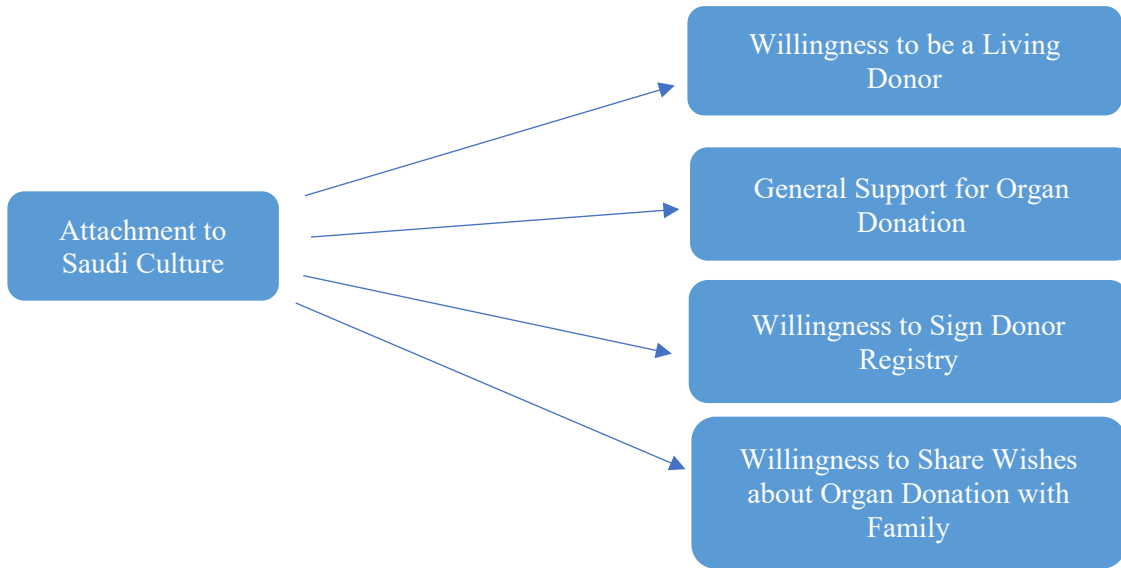 Willingness to be a Living
Donor
General Support for Organ
Donation
Attachment to
Saudi Culture
Willingness to Sign Donor
Registry
Willingness to Share Wishes
about Organ Donation with
Family